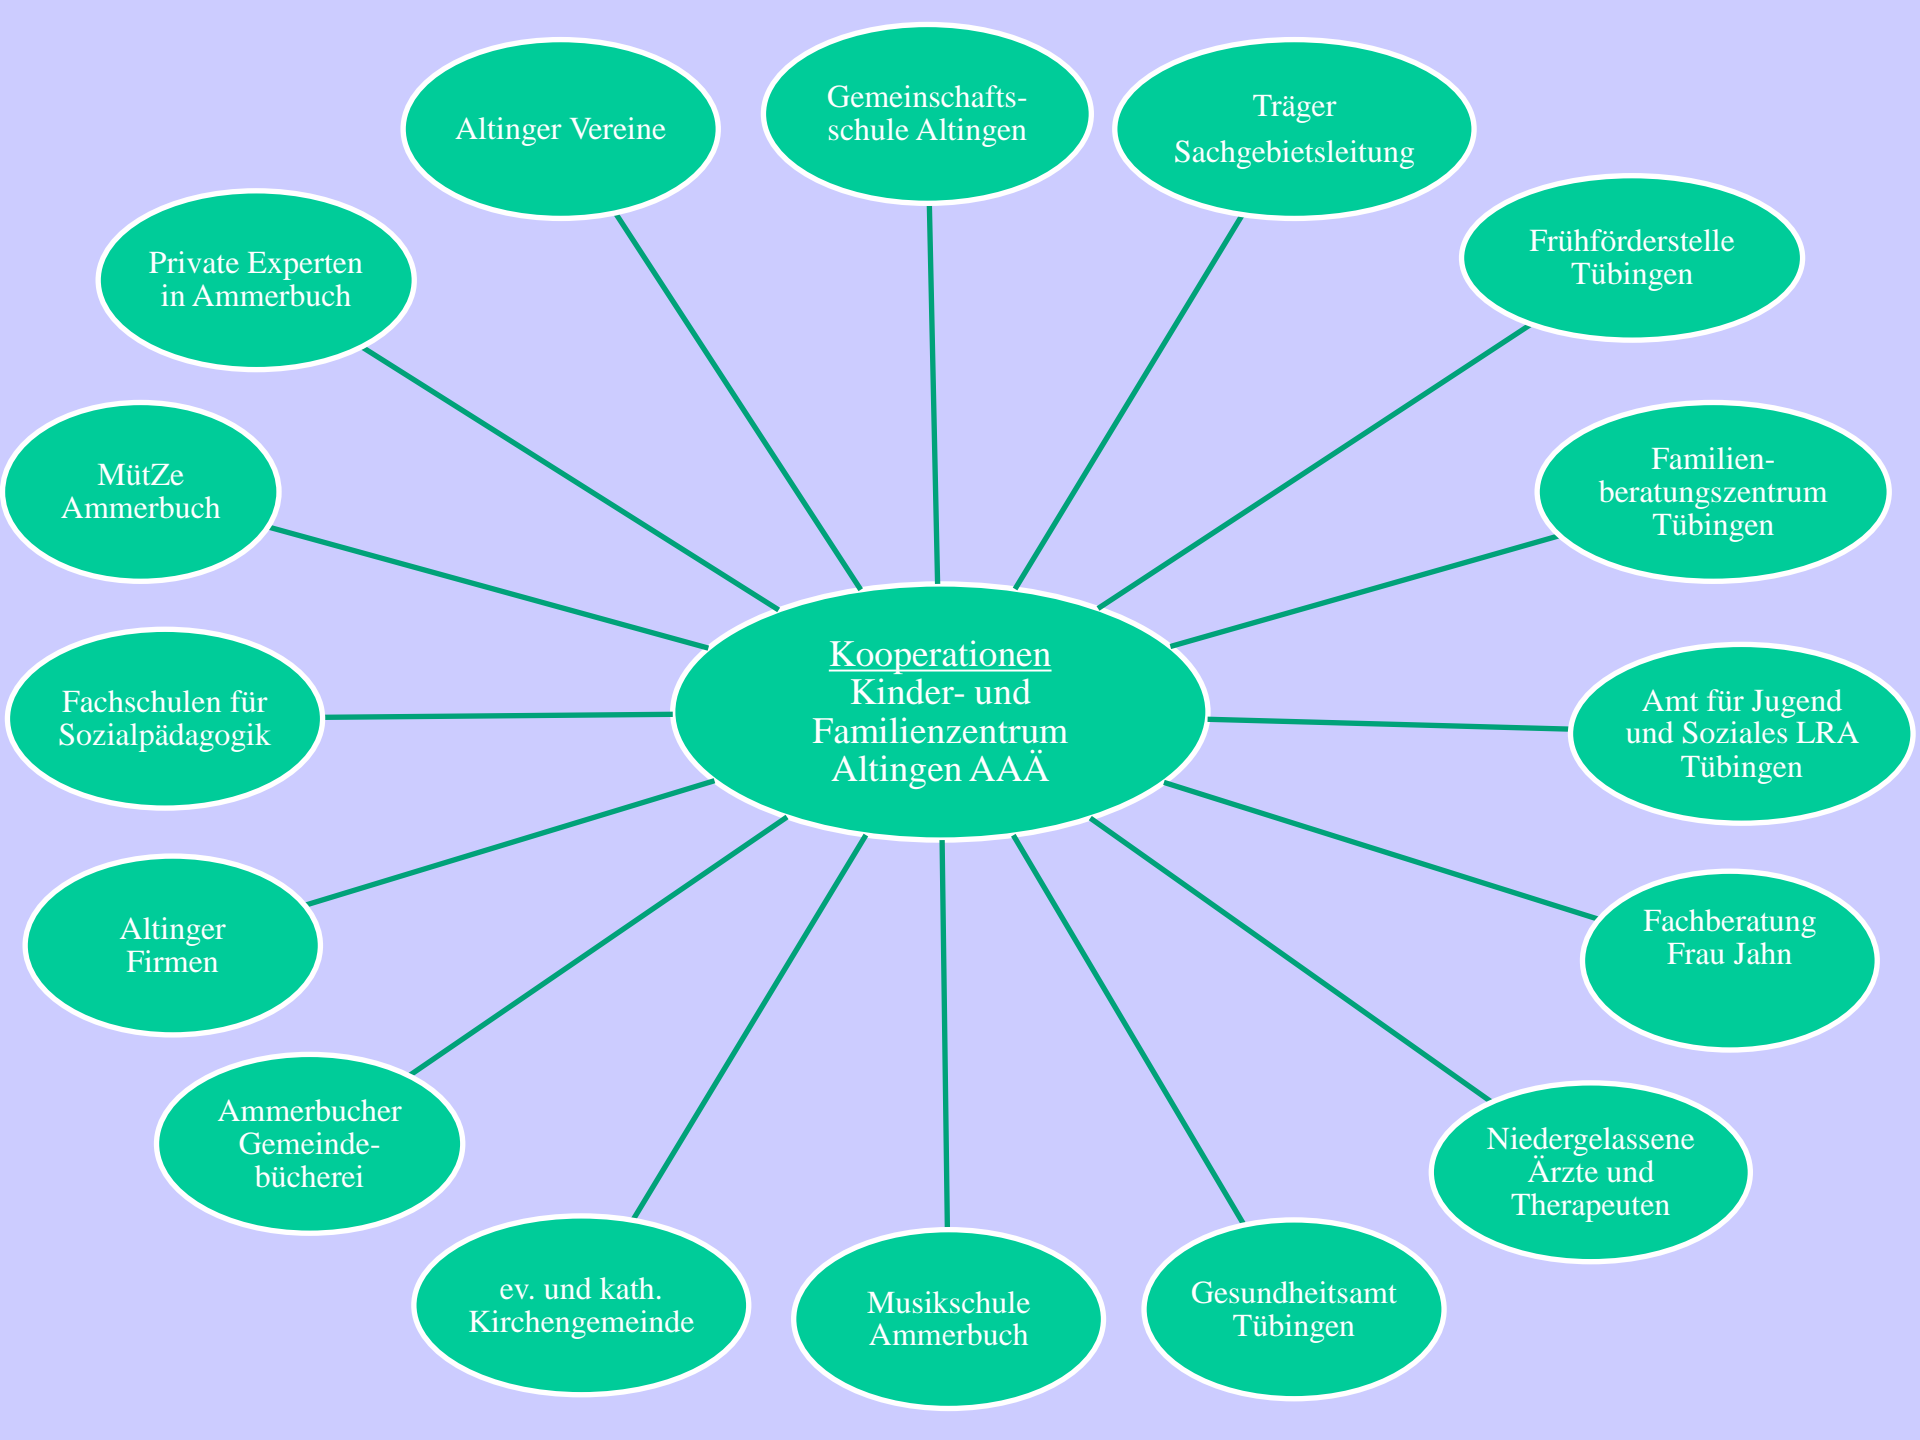 Gemeinschafts-
schule Altingen
Träger
Sachgebietsleitung
Frühförderstelle
Tübingen
Familien-
beratungszentrum
Tübingen
Amt für Jugend
und Soziales LRA
Tübingen
Fachberatung
Frau Jahn
Niedergelassene
Ärzte und
Therapeuten
Gesundheitsamt
Tübingen
Musikschule
Ammerbuch
ev. und kath.
Kirchengemeinde
Ammerbucher
Gemeinde-
bücherei
Altinger
Firmen
Fachschulen für
Sozialpädagogik
MütZe
Ammerbuch
Private Experten
in Ammerbuch
Altinger Vereine
Kooperationen
Kinder- und
Familienzentrum
Altingen AAÄ